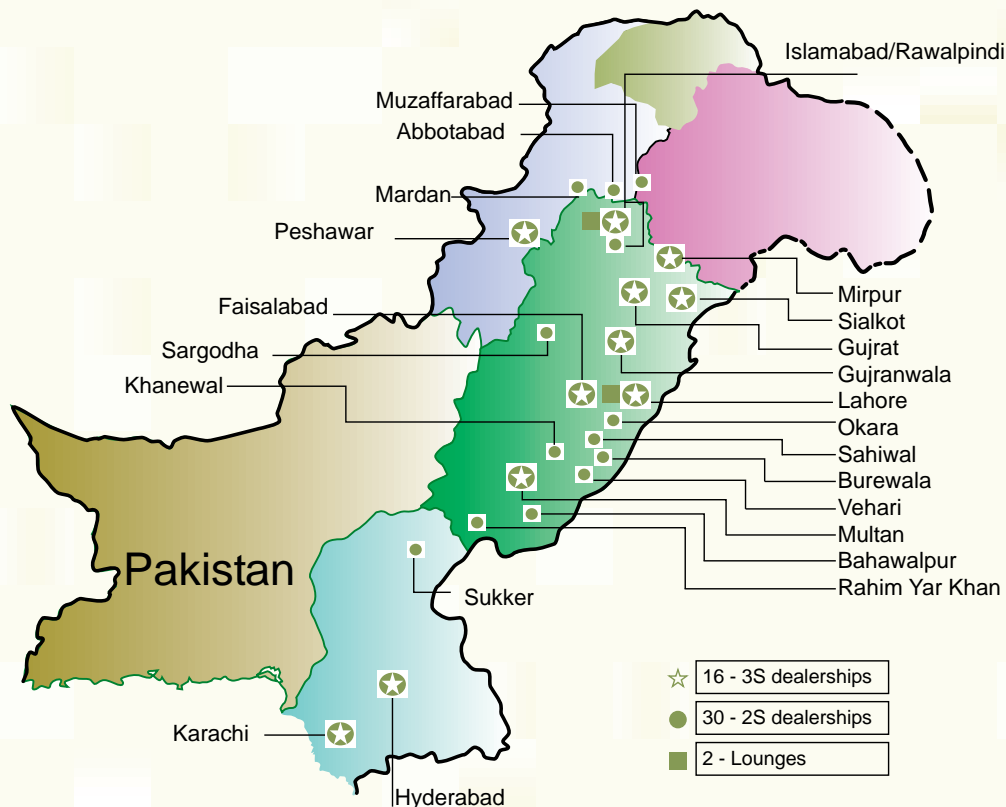 Islamabad/Rawalpindi
Muzaffarabad
Abbotabad
Mardan
Peshawar
Faisalabad
Sargodha
Khanewal
Mirpur
Sialkot
Gujrat
Gujranwala
Lahore
Okara
Sahiwal
Burewala
Vehari
Multan
Bahawalpur
Rahim Yar Khan
Pakistan
Sukker
Karachi
Hyderabad
16 - 3S dealerships
30 - 2S dealerships
2 - Lounges